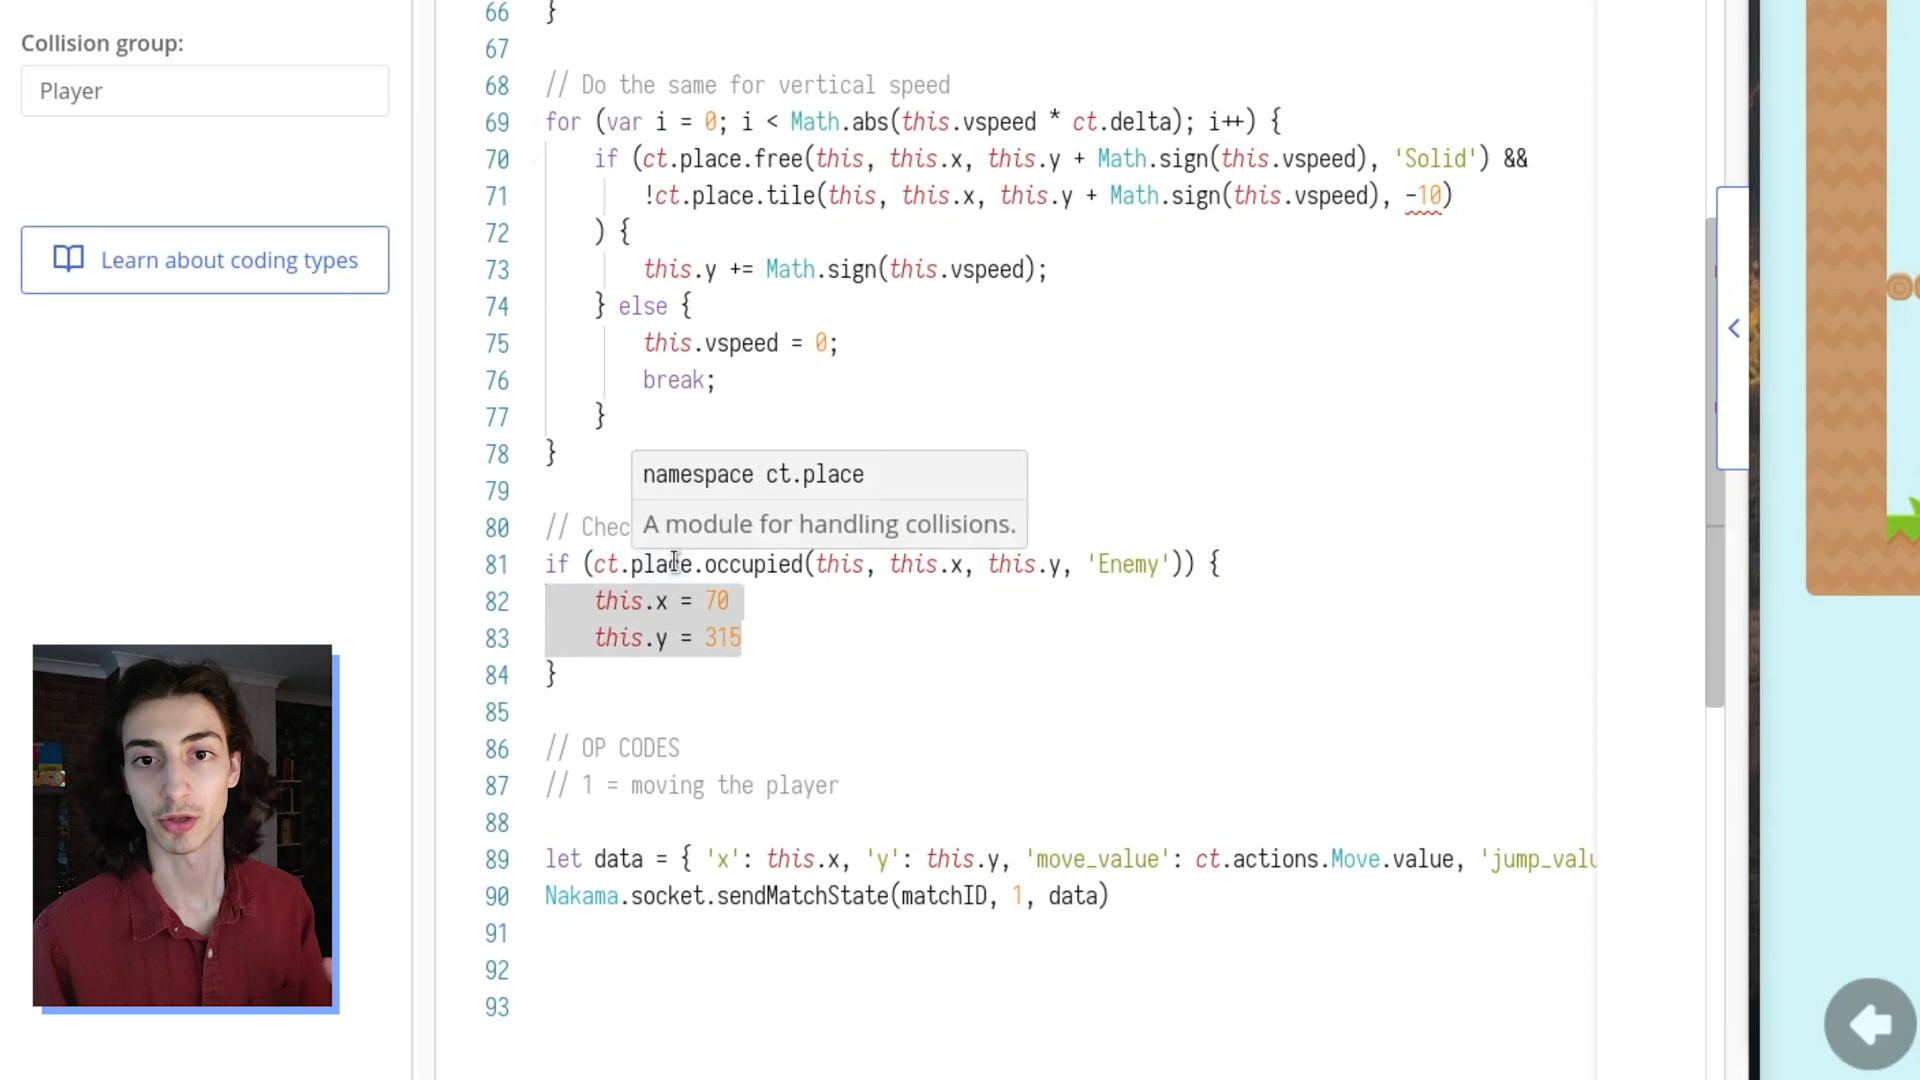 Collision group:
Player
Learn about coding types
66 }
67
68 // Do the same for vertical speed
69 for (var i = 0; i < Math.abs(this.vspeed * ct.delta); i++) {
70 if (ct.place.free(this, this.x, this.y + Math.sign(this.vspeed), 'Solid') &&
71 !ct.place.tile(this, this.x, this.y + Math.sign(this.vspeed), -10)
72 ) {
73 this.y += Math.sign(this.vspeed);
74 } else {
75 this.vspeed = 0;
76 break;
77 }
78 }
namespace ct.place
79
A module for handling collisions.
80 // Chec
81 if (ct.place.occupied(this, this.x, this.y, 'Enemy')) {
82 this.x = 70
83 this.y = 315
84 }
85
86 // OP CODES
87 // 1 = moving the player
88
89 let data = { 'x': this.x, 'y': this.y, 'move_value': ct.actions.Move.value, 'jump_valu
90 Nakama.socket.sendMatchState(matchID, 1, data)
91
92
93